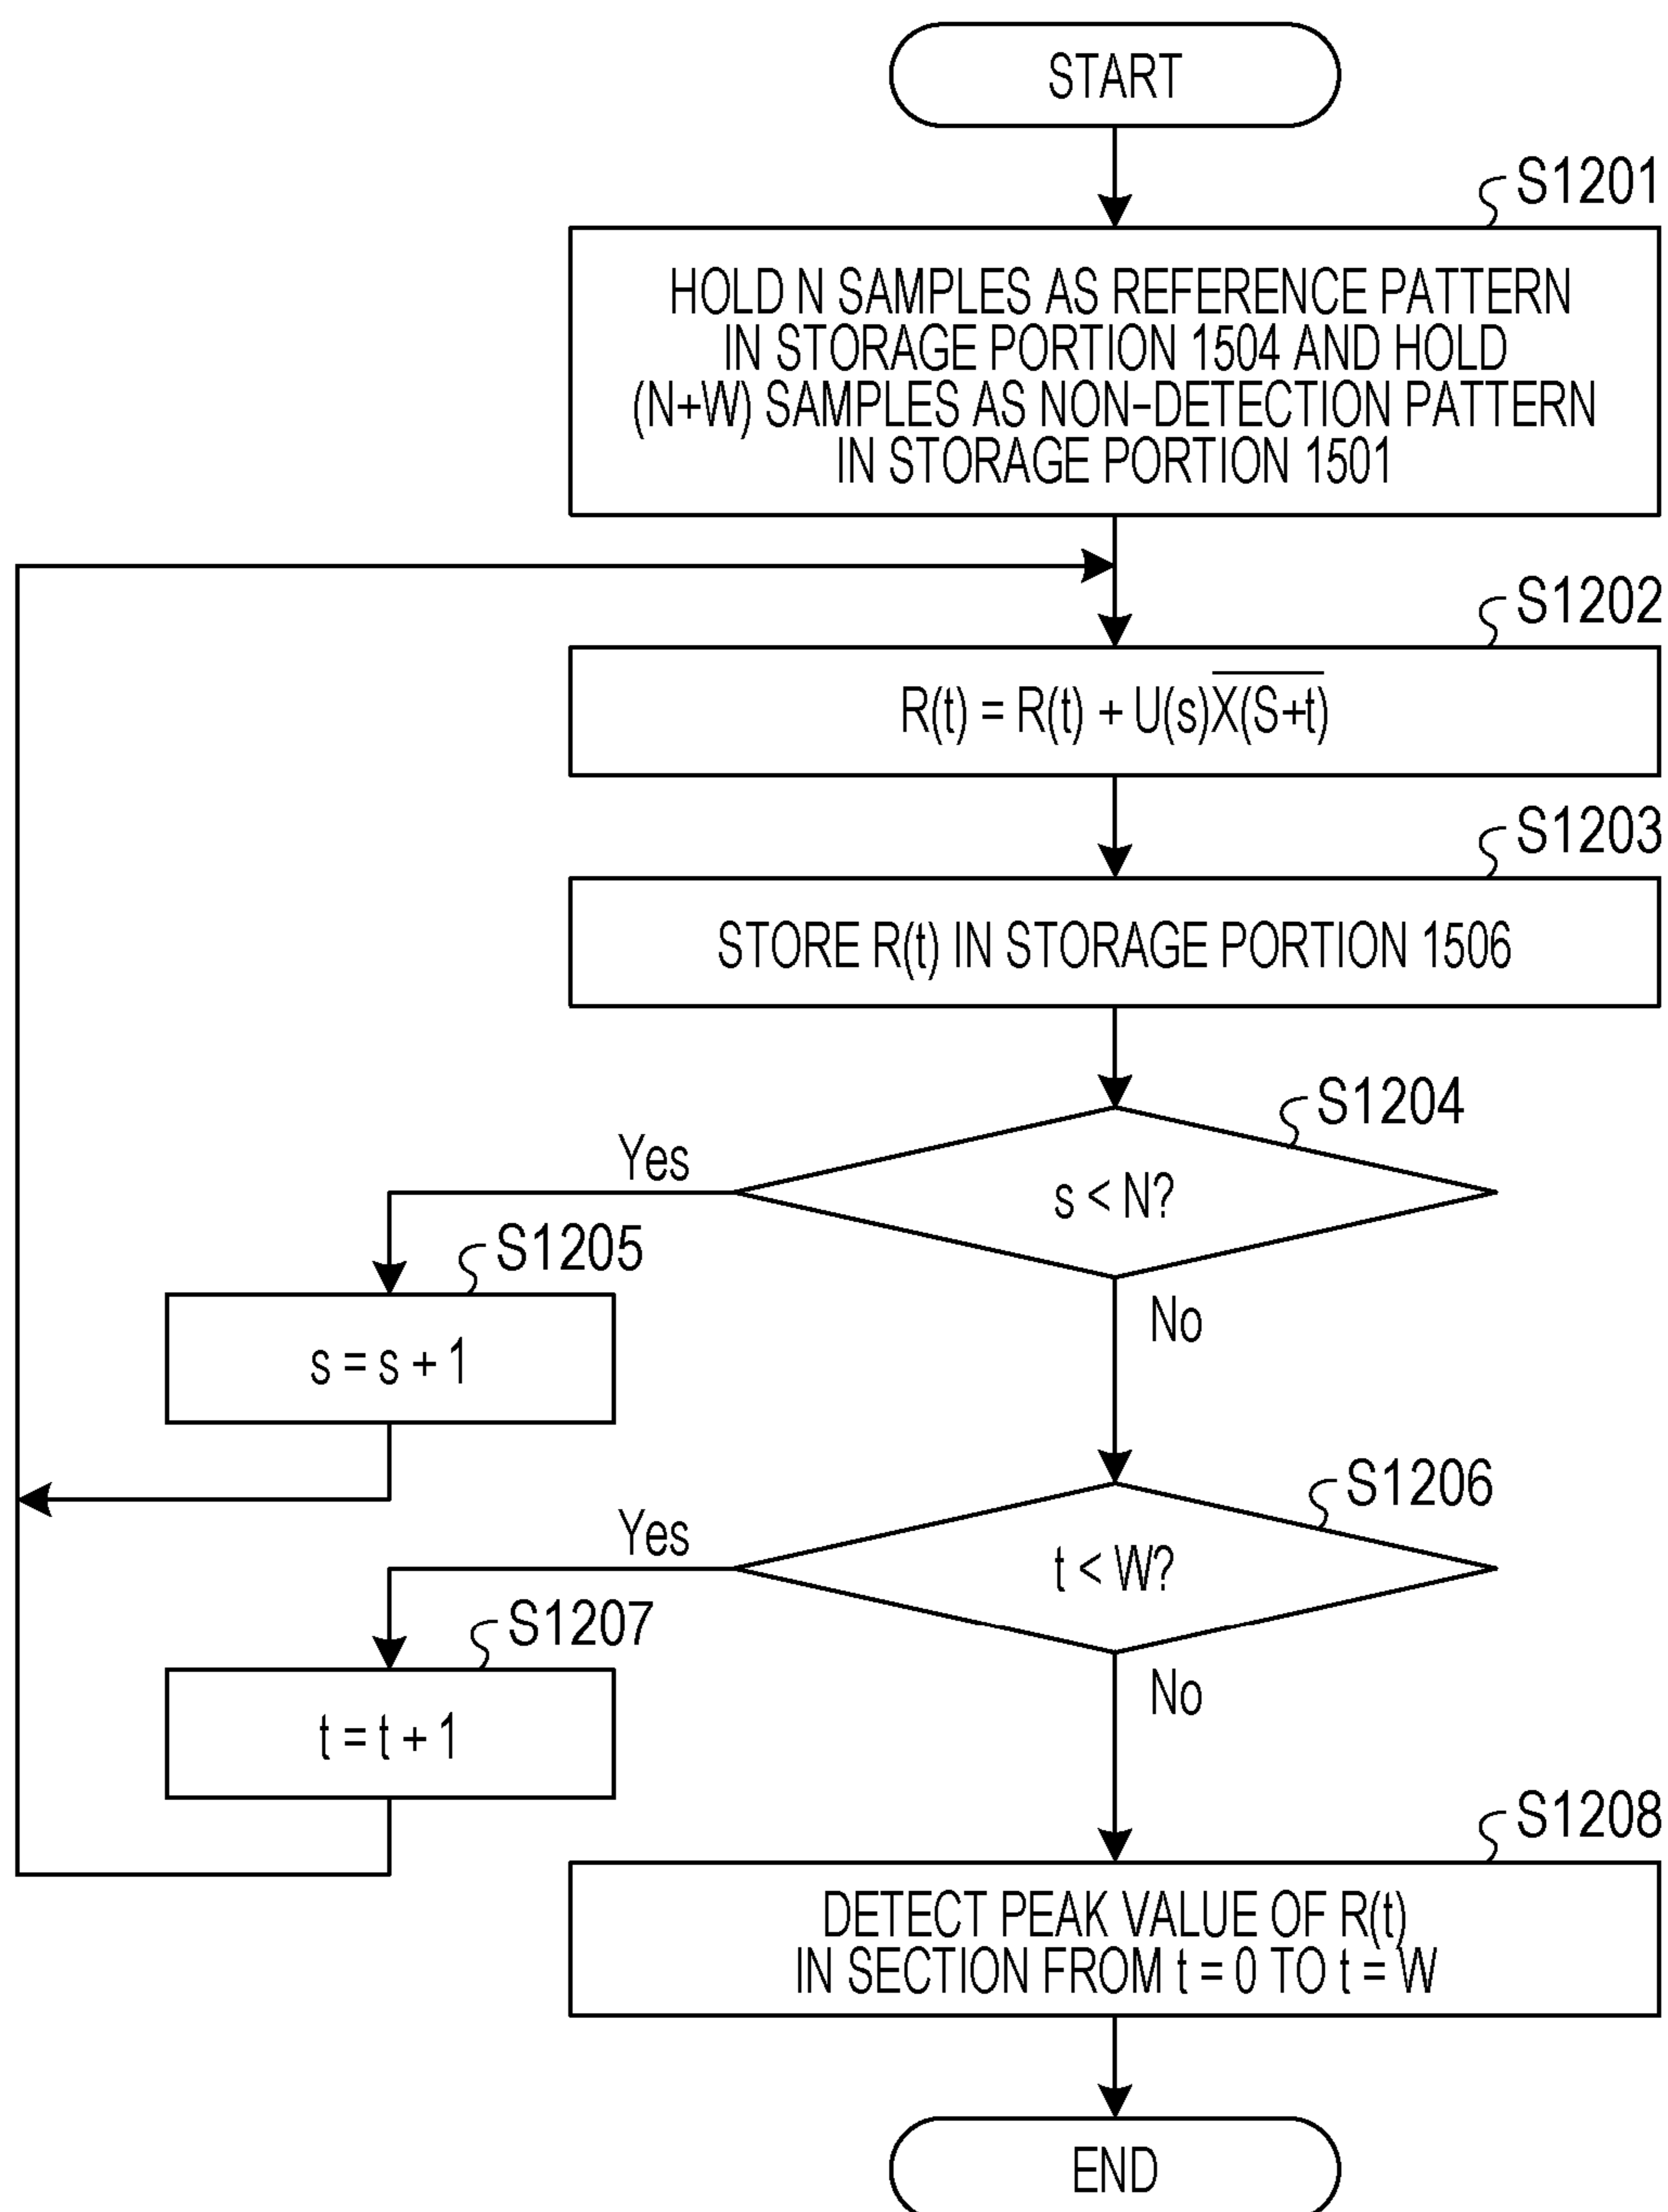 START
S1201
HOLD N SAMPLES AS REFERENCE PATTERN
IN STORAGE PORTION 1504 AND HOLD
(N+W) SAMPLES AS NON-DETECTION PATTERN
IN STORAGE PORTION 1501
S1202
R(t) = R(t) + U(s)X̅(̅S̅+̅t̅)̅
S1203
STORE R(t) IN STORAGE PORTION 1506
S1204
Yes
s < N?
S1205
No
s = s + 1
S1206
Yes
t < W?
S1207
No
t = t + 1
S1208
DETECT PEAK VALUE OF R(t)
IN SECTION FROM t = 0 TO t = W
END